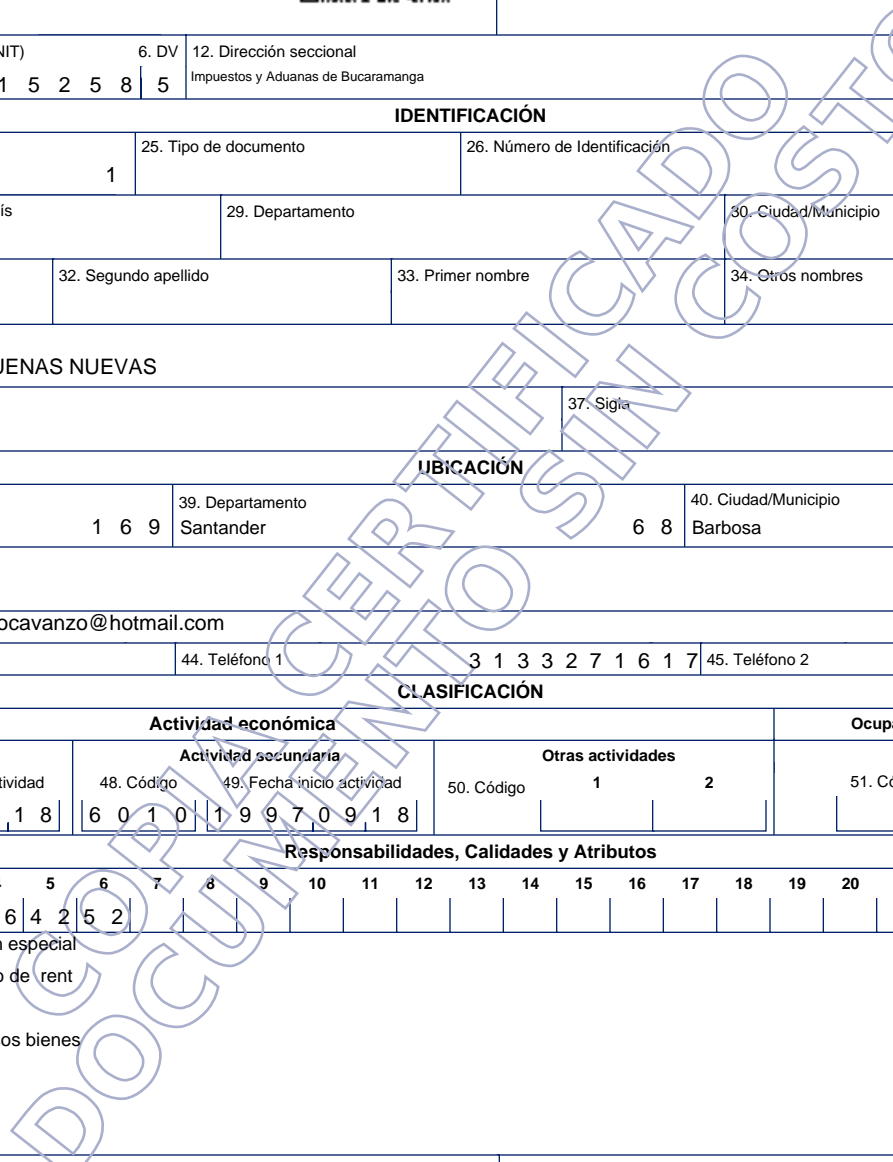 NIT) 6. DV 12. Dirección seccional
1 5 2 5 8 5 Impuestos y Aduanas de Bucaramanga
IDENTIFICACIÓN
25. Tipo de documento 26. Número de Identificación
1
ís 29. Departamento 30. Ciudad/Municipio
32. Segundo apellido 33. Primer nombre 34. Otros nombres
UENAS NUEVAS
37. Sigla
UBICACIÓN
39. Departamento 40. Ciudad/Municipio
1 6 9 Santander 6 8 Barbosa
ocavanzo@hotmail.com
44. Teléfono 1 3 1 3 3 2 7 1 6 1 7 45. Teléfono 2
CLASIFICACIÓN
Actividad económica Ocupa
Actividad secundaria Otras actividades
tividad 48. Código 49. Fecha inicio actividad 50. Código 1 2 51. Có
1 8 6 0 1 0 1 9 9 7 0 9 1 8
Responsabilidades, Calidades y Atributos
5 6 7 8 9 10 11 12 13 14 15 16 17 18 19 20
6 4 2 5 2
n especial
o de rent
os bienes
COPIA CERTIFICADO
DOCUMENTO SIN COSTO